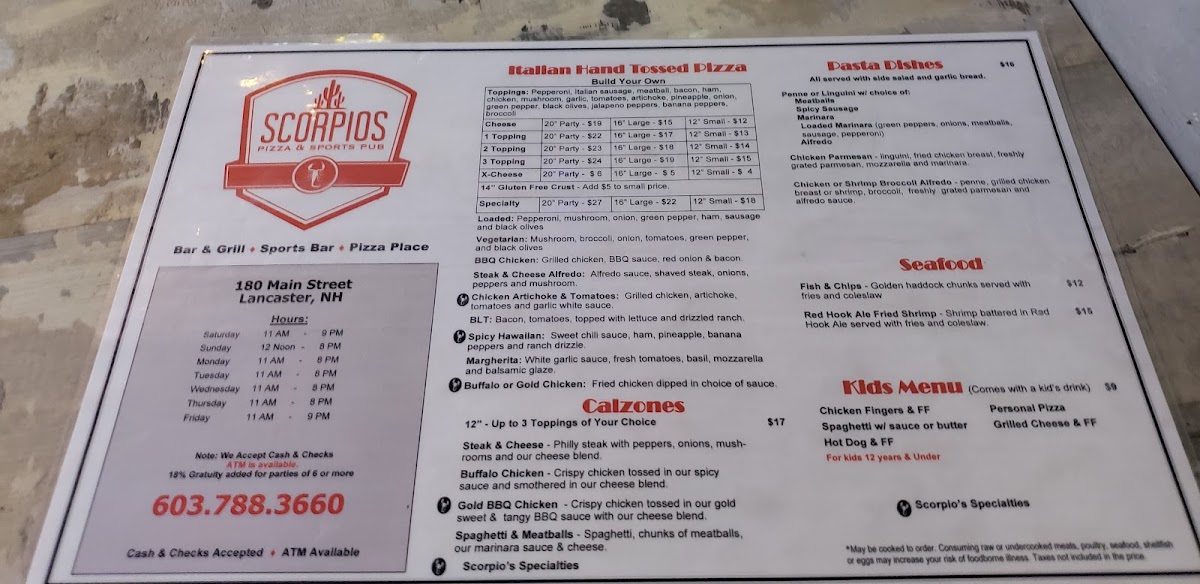 SCORPIOS
PIZZA & SPORTS PUB
Bar & Grill ♦ Sports Bar ♦ Pizza Place
180 Main Street
Lancaster, NH
Hours:
Saturday 11 AM - 9 PM
Sunday 12 Noon - 8 PM
Monday 11 AM - 8 PM
Tuesday 11 AM - 8 PM
Wednesday 11 AM - 8 PM
Thursday 11 AM - 8 PM
Friday 11 AM - 9 PM
Note: We Accept Cash & Checks
ATM is available.
18% Gratuity added for parties of 6 or more
603.788.3660
Cash & Checks Accepted ♦ ATM Available
Italian Hand Tossed Pizza
Build Your Own
Toppings: Pepperoni, Italian sausage, meatball, bacon, ham,
chicken, mushroom, garlic, tomatoes, artichoke, pineapple, onion,
green pepper, black olives, jalapeno peppers, banana peppers,
broccoli
Cheese 20" Party - $19 16" Large - $15 12" Small - $12
1 Topping 20" Party - $22 16" Large - $17 12" Small - $13
2 Topping 20" Party - $23 16" Large - $18 12" Small - $14
3 Topping 20" Party - $24 16" Large - $19 12" Small - $15
X-Cheese 20" Party - $ 6 16" Large - $ 5 12" Small - $ 4
14" Gluten Free Crust - Add $5 to small price.
Specialty 20" Party - $27 16" Large - $22 12" Small - $18
Loaded: Pepperoni, mushroom, onion, green pepper, ham, sausage
and black olives
Vegetarian: Mushroom, broccoli, onion, tomatoes, green pepper,
and black olives
BBQ Chicken: Grilled chicken, BBQ sauce, red onion & bacon.
Steak & Cheese Alfredo: Alfredo sauce, shaved steak, onions,
peppers and mushroom.
Chicken Artichoke & Tomatoes: Grilled chicken, artichoke,
tomatoes and garlic white sauce.
BLT: Bacon, tomatoes, topped with lettuce and drizzled ranch.
Spicy Hawaiian: Sweet chili sauce, ham, pineapple, banana
peppers and ranch drizzle.
Margherita: White garlic sauce, fresh tomatoes, basil, mozzarella
and balsamic glaze.
Buffalo or Gold Chicken: Fried chicken dipped in choice of sauce.
Calzones
12" - Up to 3 Toppings of Your Choice $17
Steak & Cheese - Philly steak with peppers, onions, mush-
rooms and our cheese blend.
Buffalo Chicken - Crispy chicken tossed in our spicy
sauce and smothered in our cheese blend.
Gold BBQ Chicken - Crispy chicken tossed in our gold
sweet & tangy BBQ sauce with our cheese blend.
Spaghetti & Meatballs - Spaghetti, chunks of meatballs,
our marinara sauce & cheese.
Scorpio's Specialties
Pasta Dishes $16
All served with side salad and garlic bread.
Penne or Linguini w/ choice of:
Meatballs
Spicy Sausage
Marinara
Loaded Marinara (green peppers, onions, meatballs,
sausage, pepperoni)
Alfredo
Chicken Parmesan - linguini, fried chicken breast, freshly
grated parmesan, mozzarella and marinara.
Chicken or Shrimp Broccoli Alfredo - penne, grilled chicken
breast or shrimp, broccoli, freshly grated parmesan and
alfredo sauce.
Seafood
Fish & Chips - Golden haddock chunks served with $12
fries and coleslaw
Red Hook Ale Fried Shrimp - Shrimp battered in Red $15
Hook Ale served with fries and coleslaw.
Kids Menu (Comes with a kid's drink) $9
Chicken Fingers & FF Personal Pizza
Spaghetti w/ sauce or butter Grilled Cheese & FF
Hot Dog & FF
For kids 12 years & Under
Scorpio's Specialties
*May be cooked to order. Consuming raw or undercooked meats, poultry, seafood, shellfish
or eggs may increase your risk of foodborne illness. Taxes not included in the price.